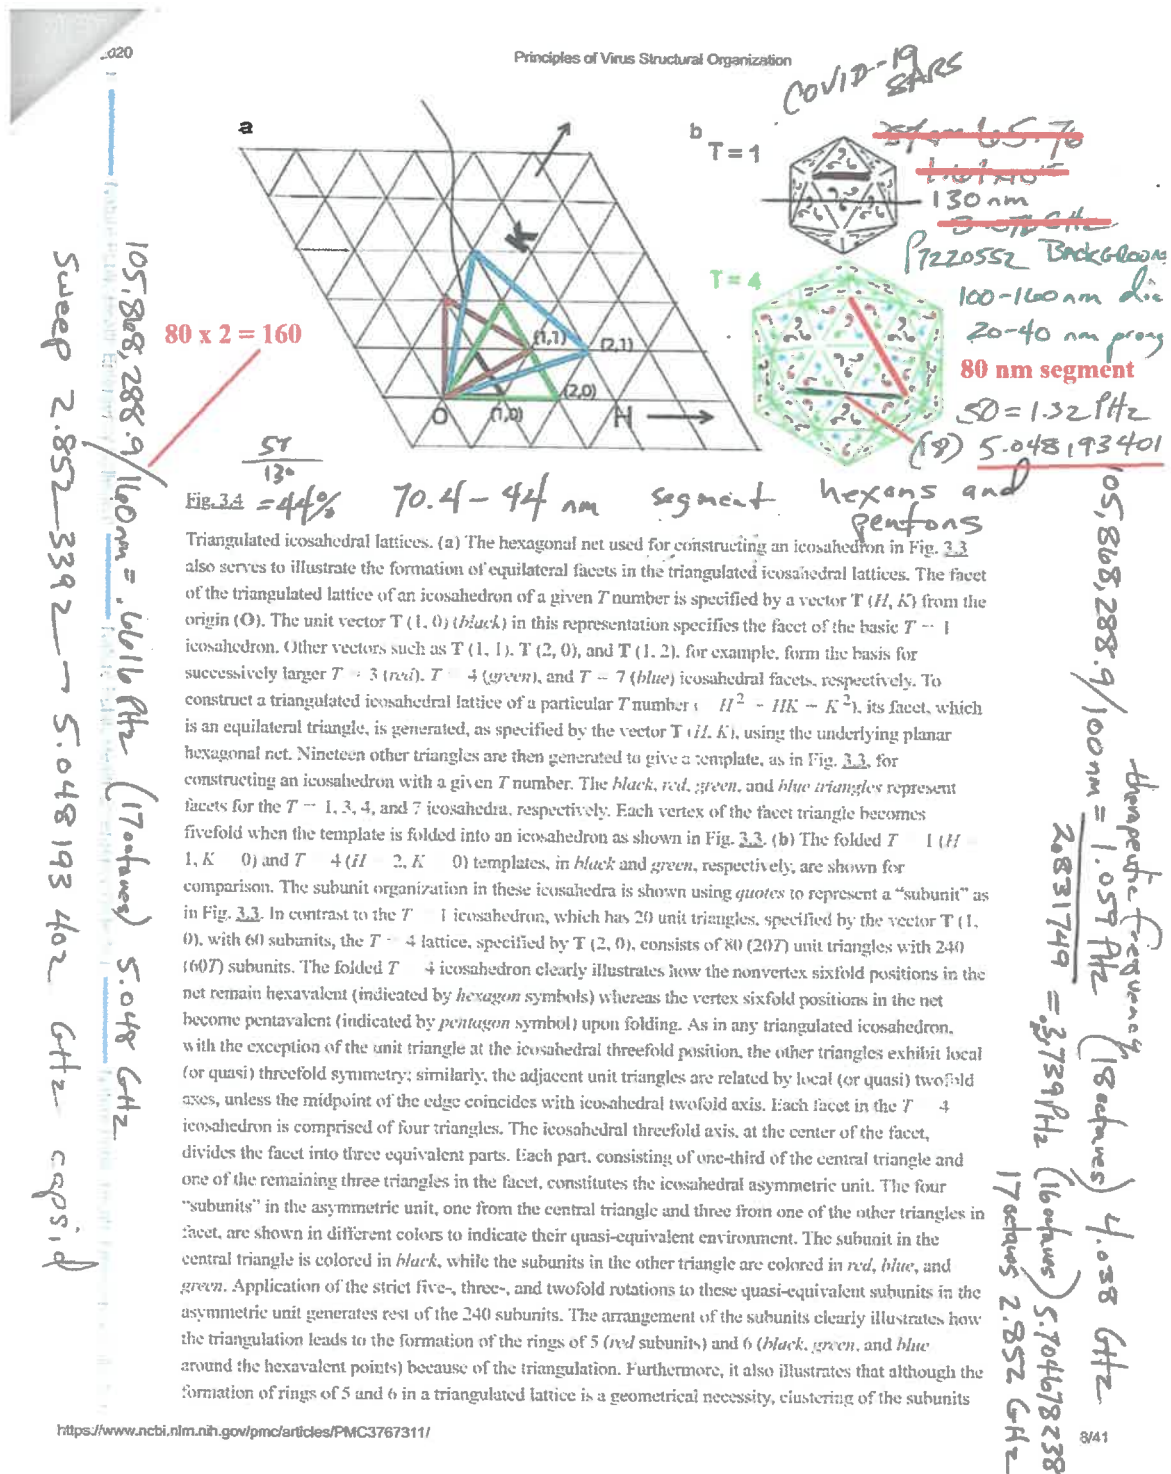 2020
Principles of Virus Structural Organization
COVID-19
SARS
a
b
T = 1
130 nm
P7220552 BACKGROUND
T = 4
100-160 nm dia
20-40 nm prong
80 x 2 = 160
80 nm segment
50 = 1.32 PHz
(18) 5.048193401
K
(1,1)
(2,1)
(2,0)
O
(1,0)
H
57
130
= 44%
70.4 - 44 nm segment hexons and
pentons
Fig.3.4
Triangulated icosahedral lattices. (a) The hexagonal net used for constructing an icosahedron in Fig. 3.3
also serves to illustrate the formation of equilateral facets in the triangulated icosahedral lattices. The facet
of the triangulated lattice of an icosahedron of a given T number is specified by a vector T (H, K) from the
origin (O). The unit vector T (1, 0) (black) in this representation specifies the facet of the basic T – 1
icosahedron. Other vectors such as T (1, 1). T (2, 0), and T (1. 2). for example, form the basis for
successively larger T – 3 (red). T 4 (green), and T – 7 (blue) icosahedral facets, respectively. To
construct a triangulated icosahedral lattice of a particular T number ( H² – HK – K²), its facet, which
is an equilateral triangle, is generated, as specified by the vector T (H. K), using the underlying planar
hexagonal net. Nineteen other triangles are then generated to give a template, as in Fig. 3.3, for
constructing an icosahedron with a given T number. The black, red, green, and blue triangles represent
facets for the T – 1, 3, 4, and 7 icosahedra, respectively. Each vertex of the facet triangle becomes
fivefold when the template is folded into an icosahedron as shown in Fig. 3.3. (b) The folded T 1 (H
1, K 0) and T 4 (H 2, K 0) templates, in black and green, respectively, are shown for
comparison. The subunit organization in these icosahedra is shown using quotes to represent a “subunit” as
in Fig. 3.3. In contrast to the T 1 icosahedron, which has 20 unit triangles, specified by the vector T (1,
0), with 60 subunits, the T 4 lattice, specified by T (2, 0), consists of 80 (20T) unit triangles with 240
(60T) subunits. The folded T 4 icosahedron clearly illustrates how the nonvertex sixfold positions in the
net remain hexavalent (indicated by hexagon symbols) whereas the vertex sixfold positions in the net
become pentavalent (indicated by pentagon symbol) upon folding. As in any triangulated icosahedron,
with the exception of the unit triangle at the icosahedral threefold position, the other triangles exhibit local
(or quasi) threefold symmetry; similarly, the adjacent unit triangles are related by local (or quasi) twofold
axes, unless the midpoint of the edge coincides with icosahedral twofold axis. Each facet in the T 4
icosahedron is comprised of four triangles. The icosahedral threefold axis, at the center of the facet,
divides the facet into three equivalent parts. Each part, consisting of one-third of the central triangle and
one of the remaining three triangles in the facet, constitutes the icosahedral asymmetric unit. The four
“subunits” in the asymmetric unit, one from the central triangle and three from one of the other triangles in
facet, are shown in different colors to indicate their quasi-equivalent environment. The subunit in the
central triangle is colored in black, while the subunits in the other triangle are colored in red, blue, and
green. Application of the strict five-, three-, and twofold rotations to these quasi-equivalent subunits in the
asymmetric unit generates rest of the 240 subunits. The arrangement of the subunits clearly illustrates how
the triangulation leads to the formation of the rings of 5 (red subunits) and 6 (black, green, and blue
around the hexavalent points) because of the triangulation. Furthermore, it also illustrates that although the
formation of rings of 5 and 6 in a triangulated lattice is a geometrical necessity, clustering of the subunits
105,868,288.9/160nm = .6616 PHz (17 octaves) 5.048 GHz
Sweep 2.852_3392 → 5.048193402 GHz capsid
therapeutic frequency
105,868,288.9/100nm = 1.059 PHz (18 octaves) 4.038 GHz
2.831749 = .3739 PHz (16 octaves) 5.704678238
17 octaves 2.852 GHz
https://www.ncbi.nlm.nih.gov/pmc/articles/PMC3767311/
8/41